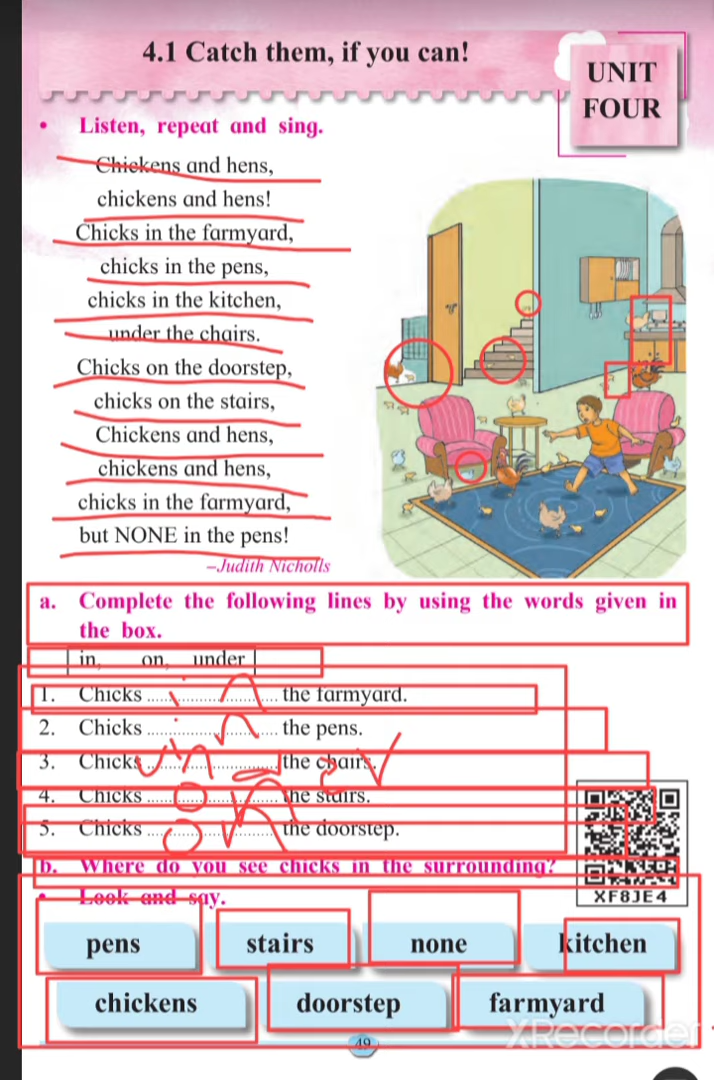 4.1 Catch them, if you can!
UNIT
FOUR
• Listen, repeat and sing.
Chickens and hens,
chickens and hens!
Chicks in the farmyard,
chicks in the pens,
chicks in the kitchen,
under the chairs.
Chicks on the doorstep,
chicks on the stairs,
Chickens and hens,
chickens and hens,
chicks in the farmyard,
but NONE in the pens!
–Judith Nicholls
a. Complete the following lines by using the words given in
the box.
in, on, under
1. Chicks ..... in ..... the farmyard.
2. Chicks ..... in ..... the pens.
3. Chicks ..... under ..... the chairs.
4. Chicks ..... on ..... the stairs.
5. Chicks ..... on ..... the doorstep.
b. Where do you see chicks in the surrounding?
• Look and say.
XF8JE4
pens stairs none kitchen
chickens doorstep farmyard
49
XRecorder